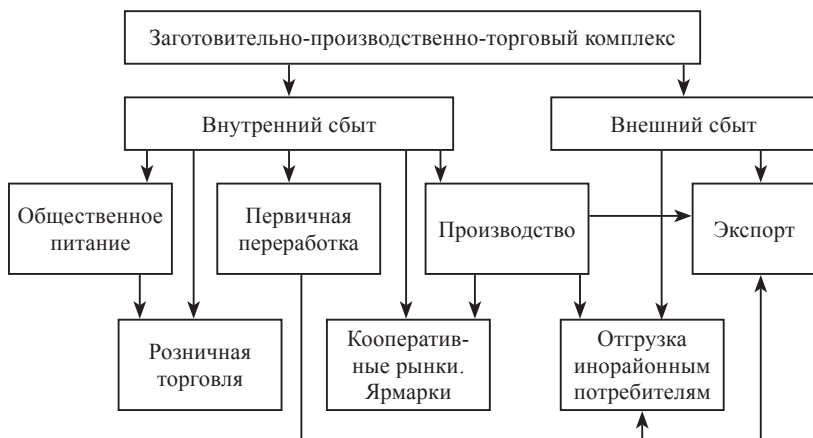 Заготовительно-производственно-торговый комплекс
Внутренний сбыт
Внешний сбыт
Общественное
питание
Первичная
переработка
Производство
Экспорт
Розничная
торговля
Кооператив-
ные рынки.
Ярмарки
Отгрузка
инорайонным
потребителям